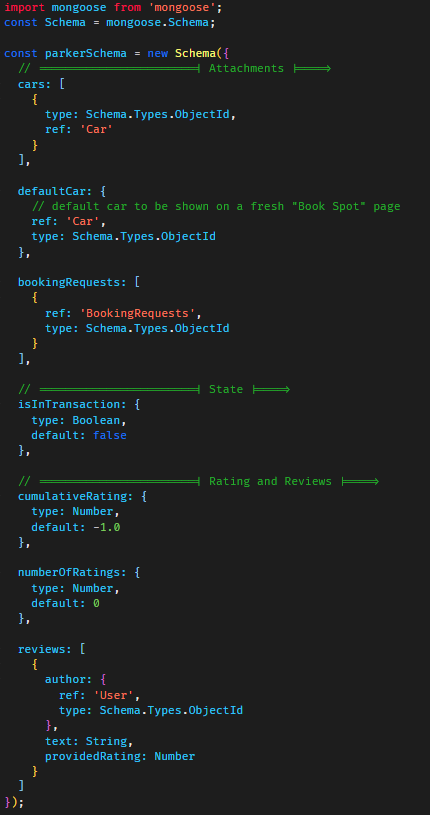 import mongoose from 'mongoose';
const Schema = mongoose.Schema;

const parkerSchema = new Schema({
  // ========================| Attachments |=====>
  cars: [
    {
      type: Schema.Types.ObjectId,
      ref: 'Car'
    }
  ],

  defaultCar: {
    // default car to be shown on a fresh "Book Spot" page
    ref: 'Car',
    type: Schema.Types.ObjectId
  },

  bookingRequests: [
    {
      ref: 'BookingRequests',
      type: Schema.Types.ObjectId
    }
  ],

  // ========================| State |=====>
  isInTransaction: {
    type: Boolean,
    default: false
  },

  // ========================| Rating and Reviews |=====>
  cumulativeRating: {
    type: Number,
    default: -1.0
  },

  numberOfRatings: {
    type: Number,
    default: 0
  },

  reviews: [
    {
      author: {
        ref: 'User',
        type: Schema.Types.ObjectId
      },
      text: String,
      providedRating: Number
    }
  ]
});